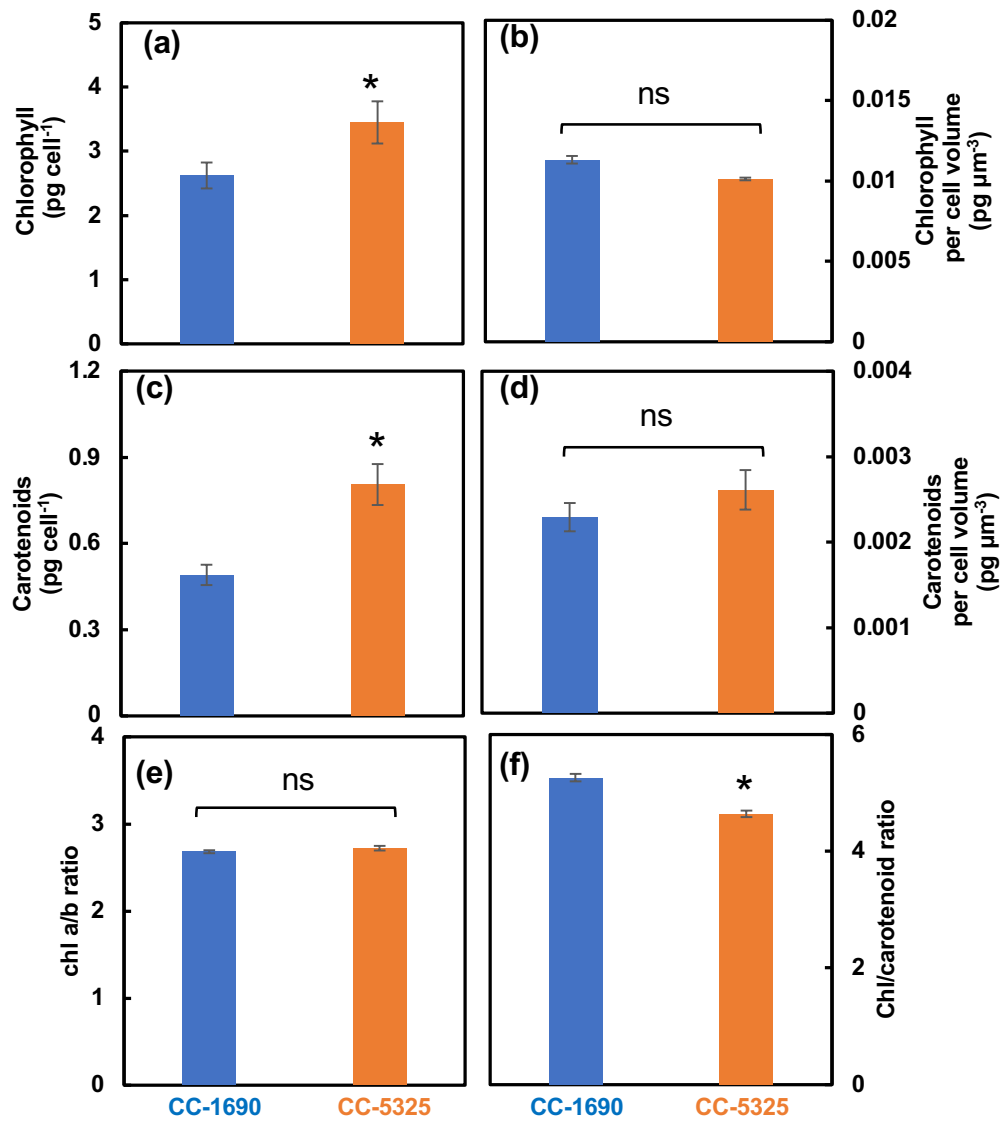 (a)
Chlorophyll
(pg cell-1)
5
4
3
2
1
0
*
(b)
ns
0.02
0.015
0.01
0.005
0
Chlorophyll
per cell volume
(pg µm-3)
(c)
Carotenoids
(pg cell-1)
1.2
0.9
0.6
0.3
0
*
(d)
ns
0.004
0.003
0.002
0.001
0
Carotenoids
per cell volume
(pg µm-3)
(e)
chl a/b ratio
4
3
2
1
0
ns
(f)
*
6
4
2
0
Chl/carotenoid ratio
CC-1690
CC-5325
CC-1690
CC-5325